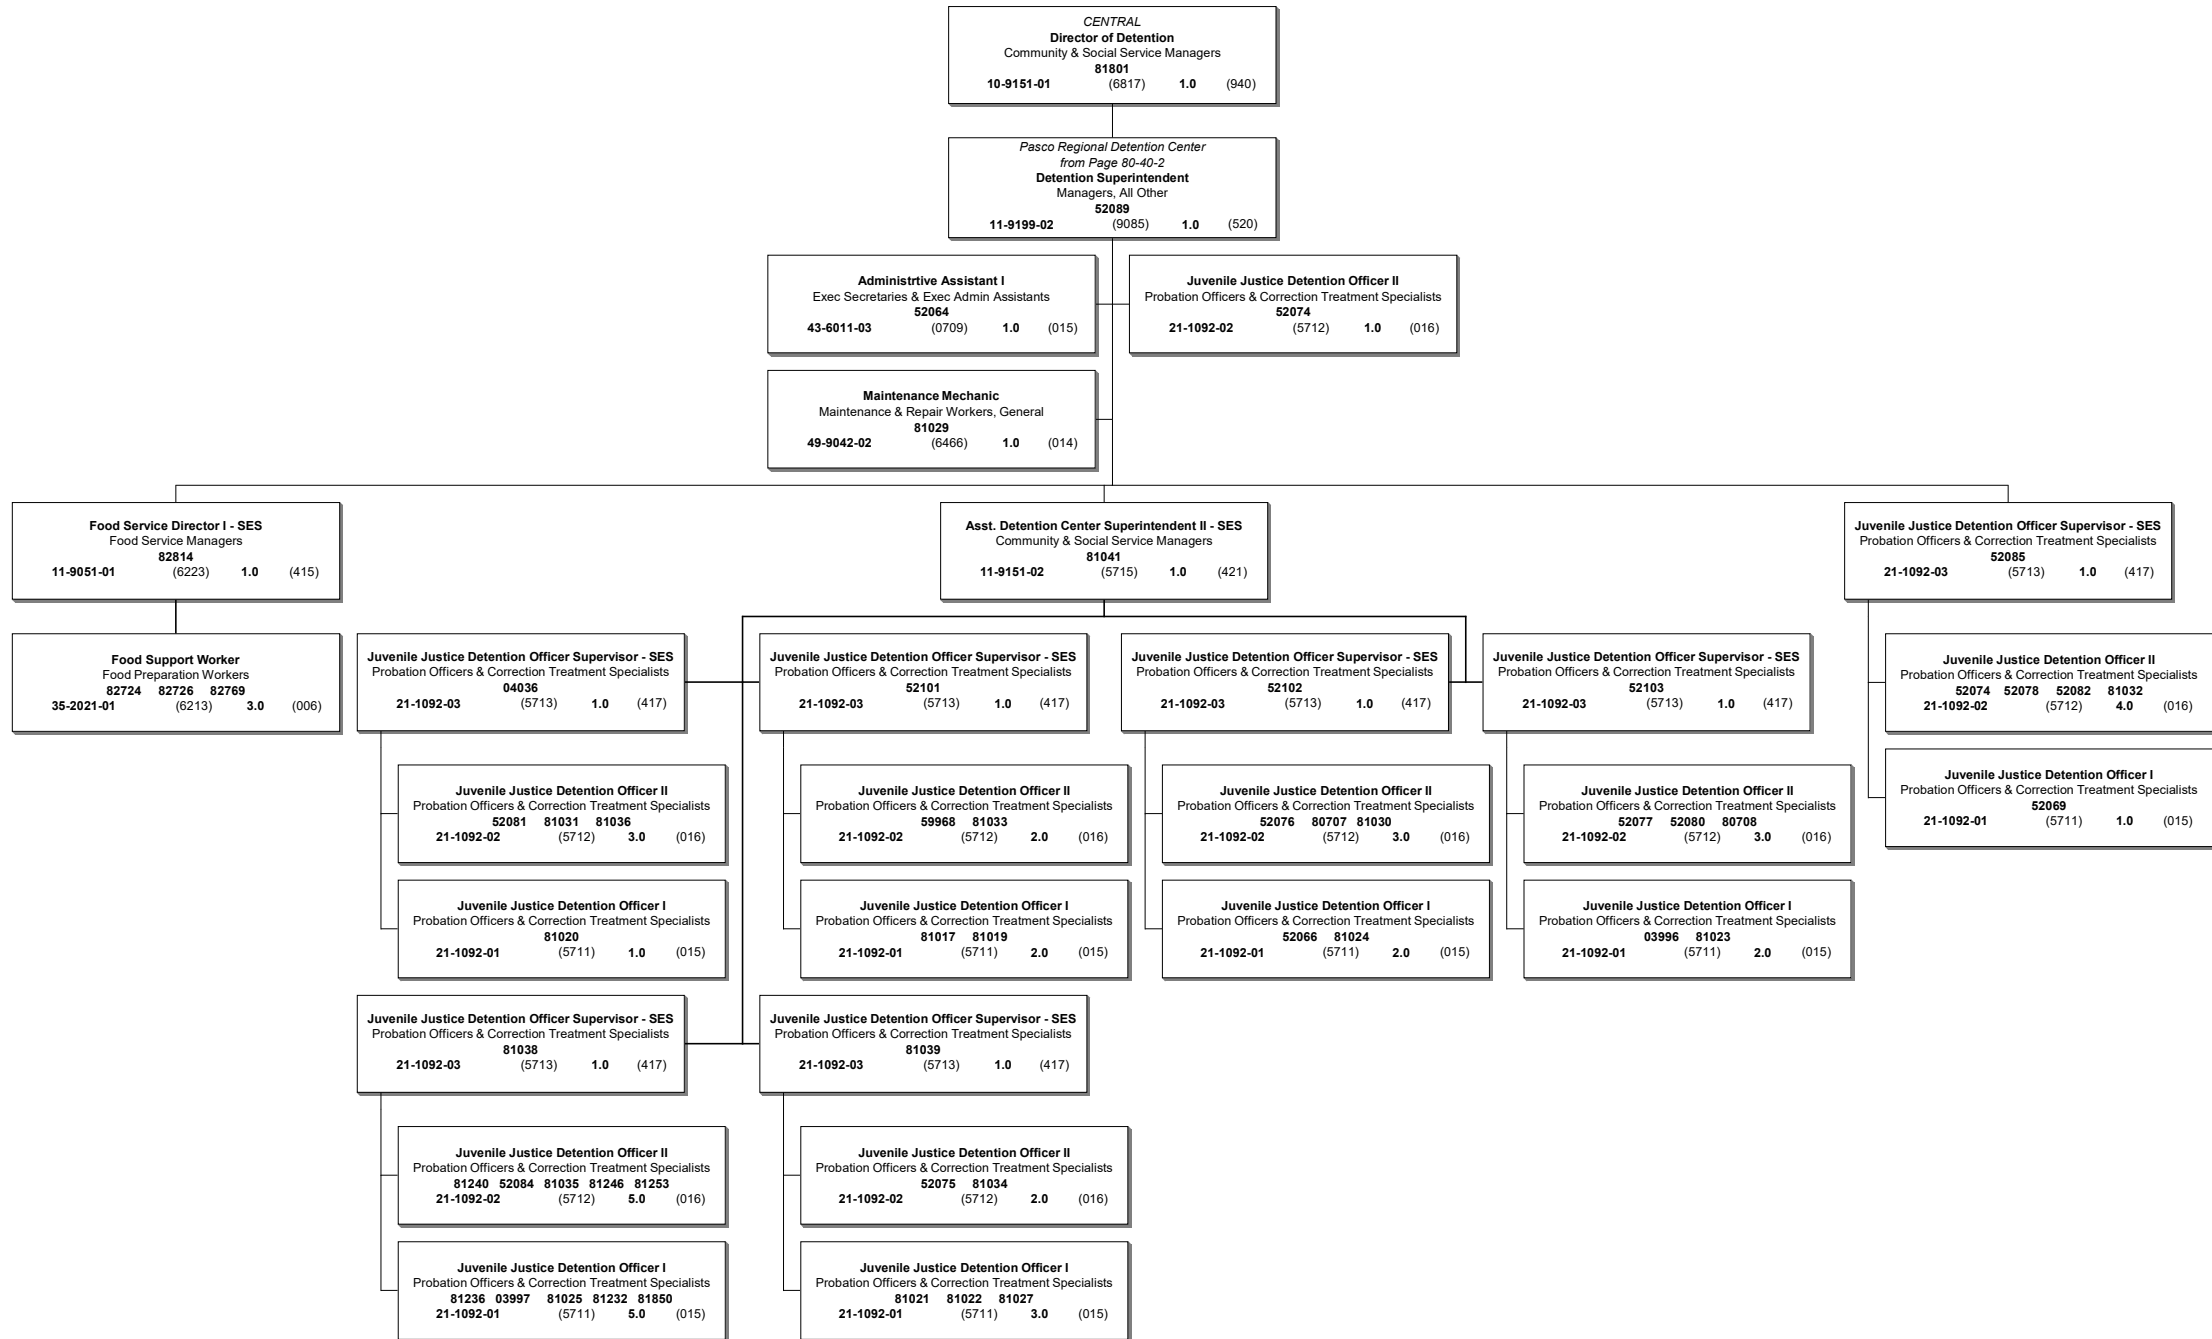 CENTRAL
Director of Detention
Community & Social Service Managers
81801
10-9151-01 (6817) 1.0 (940)
Pasco Regional Detention Center
from Page 80-40-2
Detention Superintendent
Managers, All Other
52089
11-9199-02 (9085) 1.0 (520)
Administrtive Assistant I
Exec Secretaries & Exec Admin Assistants
52064
43-6011-03 (0709) 1.0 (015)
Juvenile Justice Detention Officer II
Probation Officers & Correction Treatment Specialists
52074
21-1092-02 (5712) 1.0 (016)
Maintenance Mechanic
Maintenance & Repair Workers, General
81029
49-9042-02 (6466) 1.0 (014)
Food Service Director I - SES
Food Service Managers
82814
11-9051-01 (6223) 1.0 (415)
Asst. Detention Center Superintendent II - SES
Community & Social Service Managers
81041
11-9151-02 (5715) 1.0 (421)
Juvenile Justice Detention Officer Supervisor - SES
Probation Officers & Correction Treatment Specialists
52085
21-1092-03 (5713) 1.0 (417)
Food Support Worker
Food Preparation Workers
82724 82726 82769
35-2021-01 (6213) 3.0 (006)
Juvenile Justice Detention Officer Supervisor - SES
Probation Officers & Correction Treatment Specialists
04036
21-1092-03 (5713) 1.0 (417)
Juvenile Justice Detention Officer Supervisor - SES
Probation Officers & Correction Treatment Specialists
52101
21-1092-03 (5713) 1.0 (417)
Juvenile Justice Detention Officer Supervisor - SES
Probation Officers & Correction Treatment Specialists
52102
21-1092-03 (5713) 1.0 (417)
Juvenile Justice Detention Officer Supervisor - SES
Probation Officers & Correction Treatment Specialists
52103
21-1092-03 (5713) 1.0 (417)
Juvenile Justice Detention Officer II
Probation Officers & Correction Treatment Specialists
52074 52078 52082 81032
21-1092-02 (5712) 4.0 (016)
Juvenile Justice Detention Officer I
Probation Officers & Correction Treatment Specialists
52069
21-1092-01 (5711) 1.0 (015)
Juvenile Justice Detention Officer II
Probation Officers & Correction Treatment Specialists
52081 81031 81036
21-1092-02 (5712) 3.0 (016)
Juvenile Justice Detention Officer II
Probation Officers & Correction Treatment Specialists
59968 81033
21-1092-02 (5712) 2.0 (016)
Juvenile Justice Detention Officer II
Probation Officers & Correction Treatment Specialists
52076 80707 81030
21-1092-02 (5712) 3.0 (016)
Juvenile Justice Detention Officer II
Probation Officers & Correction Treatment Specialists
52077 52080 80708
21-1092-02 (5712) 3.0 (016)
Juvenile Justice Detention Officer I
Probation Officers & Correction Treatment Specialists
81020
21-1092-01 (5711) 1.0 (015)
Juvenile Justice Detention Officer I
Probation Officers & Correction Treatment Specialists
81017 81019
21-1092-01 (5711) 2.0 (015)
Juvenile Justice Detention Officer I
Probation Officers & Correction Treatment Specialists
52066 81024
21-1092-01 (5711) 2.0 (015)
Juvenile Justice Detention Officer I
Probation Officers & Correction Treatment Specialists
03996 81023
21-1092-01 (5711) 2.0 (015)
Juvenile Justice Detention Officer Supervisor - SES
Probation Officers & Correction Treatment Specialists
81038
21-1092-03 (5713) 1.0 (417)
Juvenile Justice Detention Officer Supervisor - SES
Probation Officers & Correction Treatment Specialists
81039
21-1092-03 (5713) 1.0 (417)
Juvenile Justice Detention Officer II
Probation Officers & Correction Treatment Specialists
81240 52084 81035 81246 81253
21-1092-02 (5712) 5.0 (016)
Juvenile Justice Detention Officer II
Probation Officers & Correction Treatment Specialists
52075 81034
21-1092-02 (5712) 2.0 (016)
Juvenile Justice Detention Officer I
Probation Officers & Correction Treatment Specialists
81236 03997 81025 81232 81850
21-1092-01 (5711) 5.0 (015)
Juvenile Justice Detention Officer I
Probation Officers & Correction Treatment Specialists
81021 81022 81027
21-1092-01 (5711) 3.0 (015)